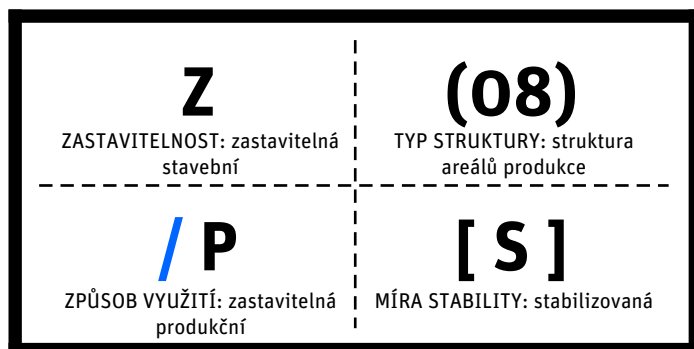 Z
ZASTAVITELNOST: zastavitelná
stavební
(08)
TYP STRUKTURY: struktura
areálů produkce
/ P
ZPŮSOB VYUŽITÍ: zastavitelná
produkční
[ S ]
MÍRA STABILITY: stabilizovaná